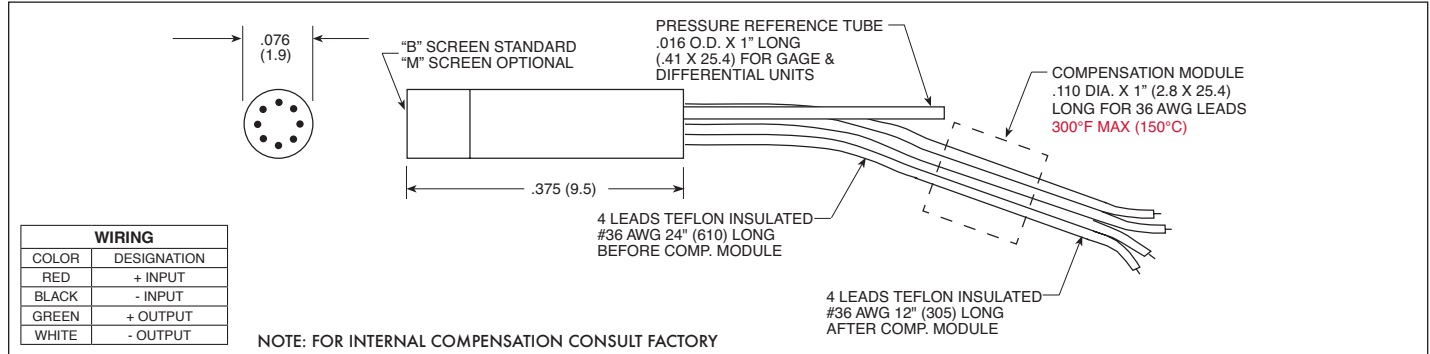 .076
(1.9)
“B” SCREEN STANDARD
“M” SCREEN OPTIONAL
PRESSURE REFERENCE TUBE
.016 O.D. X 1” LONG
(.41 X 25.4) FOR GAGE &
DIFFERENTIAL UNITS
COMPENSATION MODULE
.110 DIA. X 1” (2.8 X 25.4)
LONG FOR 36 AWG LEADS
300°F MAX (150°C)
.375 (9.5)
4 LEADS TEFLON INSULATED
#36 AWG 24" (610) LONG
BEFORE COMP. MODULE
4 LEADS TEFLON INSULATED
#36 AWG 12" (305) LONG
AFTER COMP. MODULE
WIRING
COLOR DESIGNATION
RED + INPUT
BLACK - INPUT
GREEN + OUTPUT
WHITE - OUTPUT
NOTE: FOR INTERNAL COMPENSATION CONSULT FACTORY